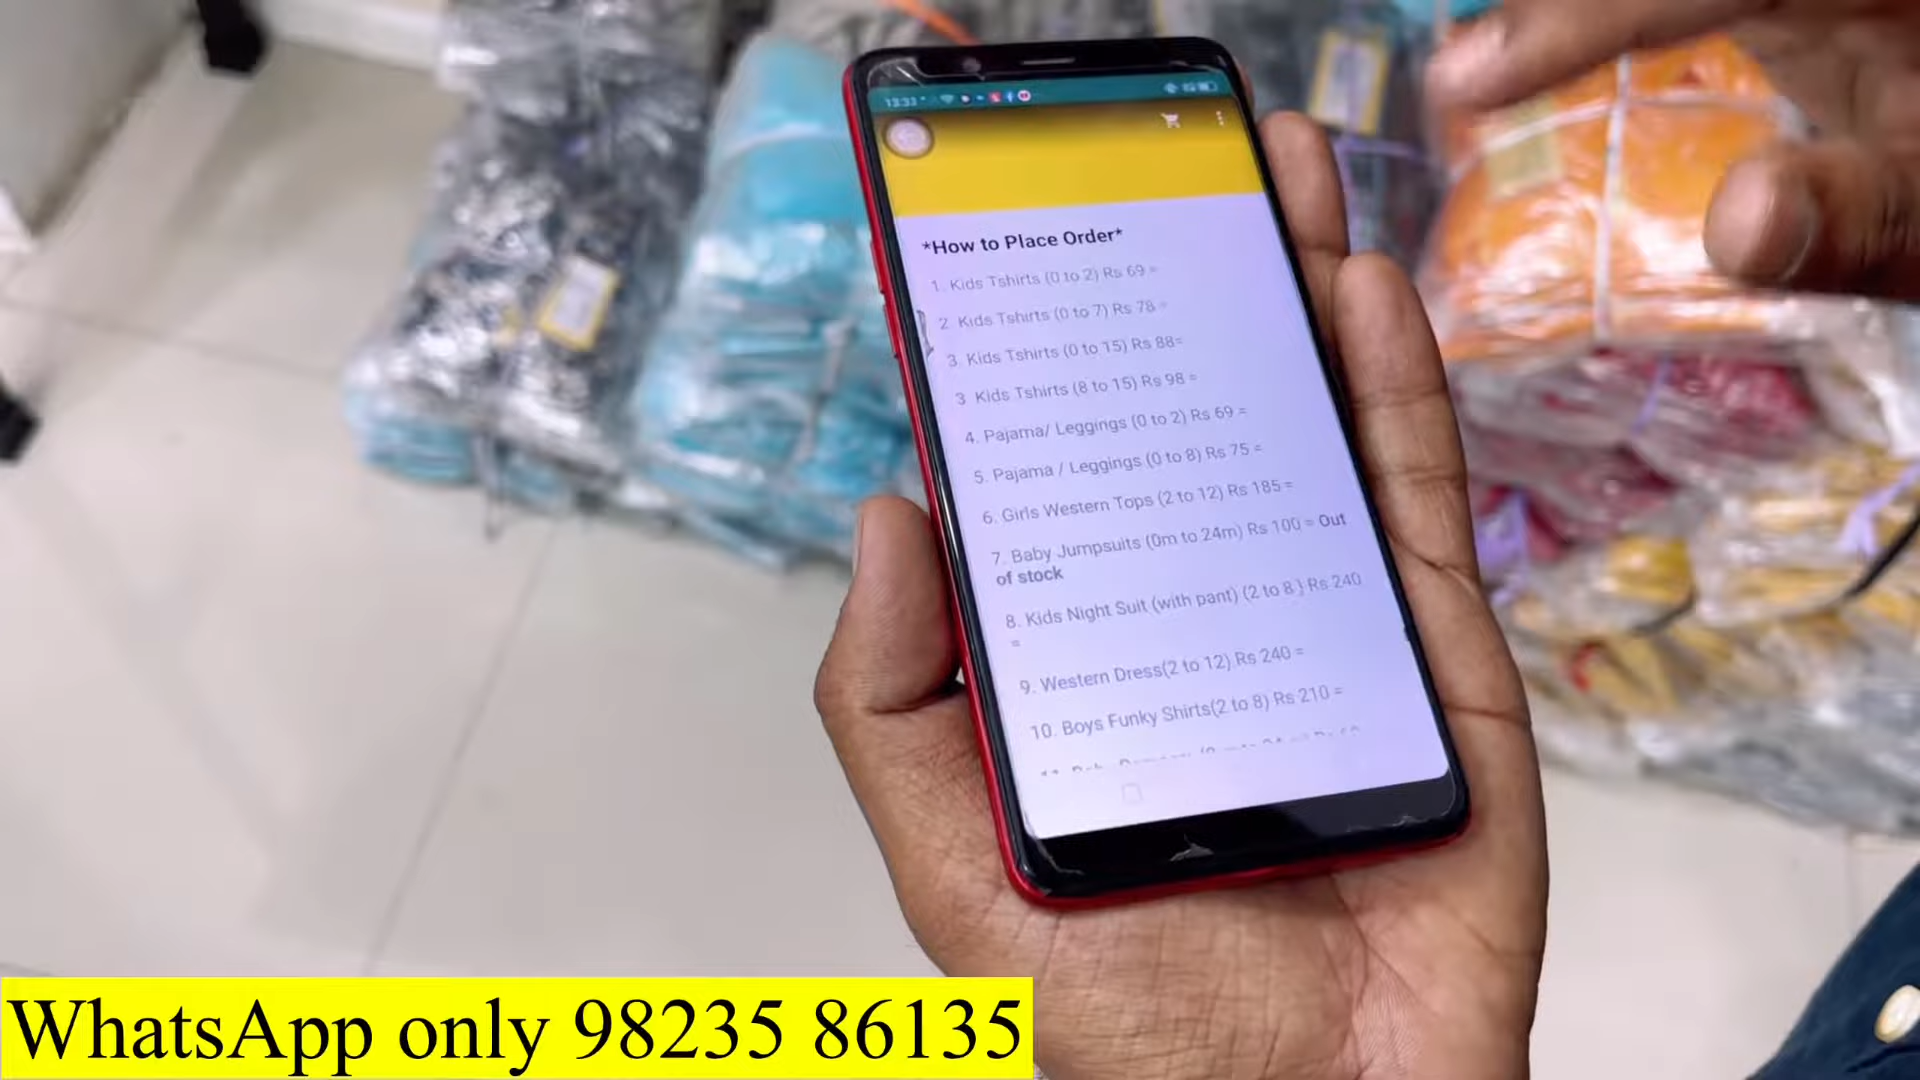 13:33
*How to Place Order*
1. Kids Tshirts (0 to 2) Rs 69 =
2. Kids Tshirts (0 to 7) Rs 78 =
3. Kids Tshirts (0 to 15) Rs 88=
3 Kids Tshirts (8 to 15) Rs 98 =
4. Pajama/ Leggings (0 to 2) Rs 69 =
5. Pajama / Leggings (0 to 8) Rs 75 =
6. Girls Western Tops (2 to 12) Rs 185 =
7. Baby Jumpsuits (0m to 24m) Rs 100 = Out
of stock
8. Kids Night Suit (with pant) (2 to 8 ) Rs 240
=
9. Western Dress(2 to 12) Rs 240 =
10. Boys Funky Shirts(2 to 8) Rs 210 =
WhatsApp only 98235 86135